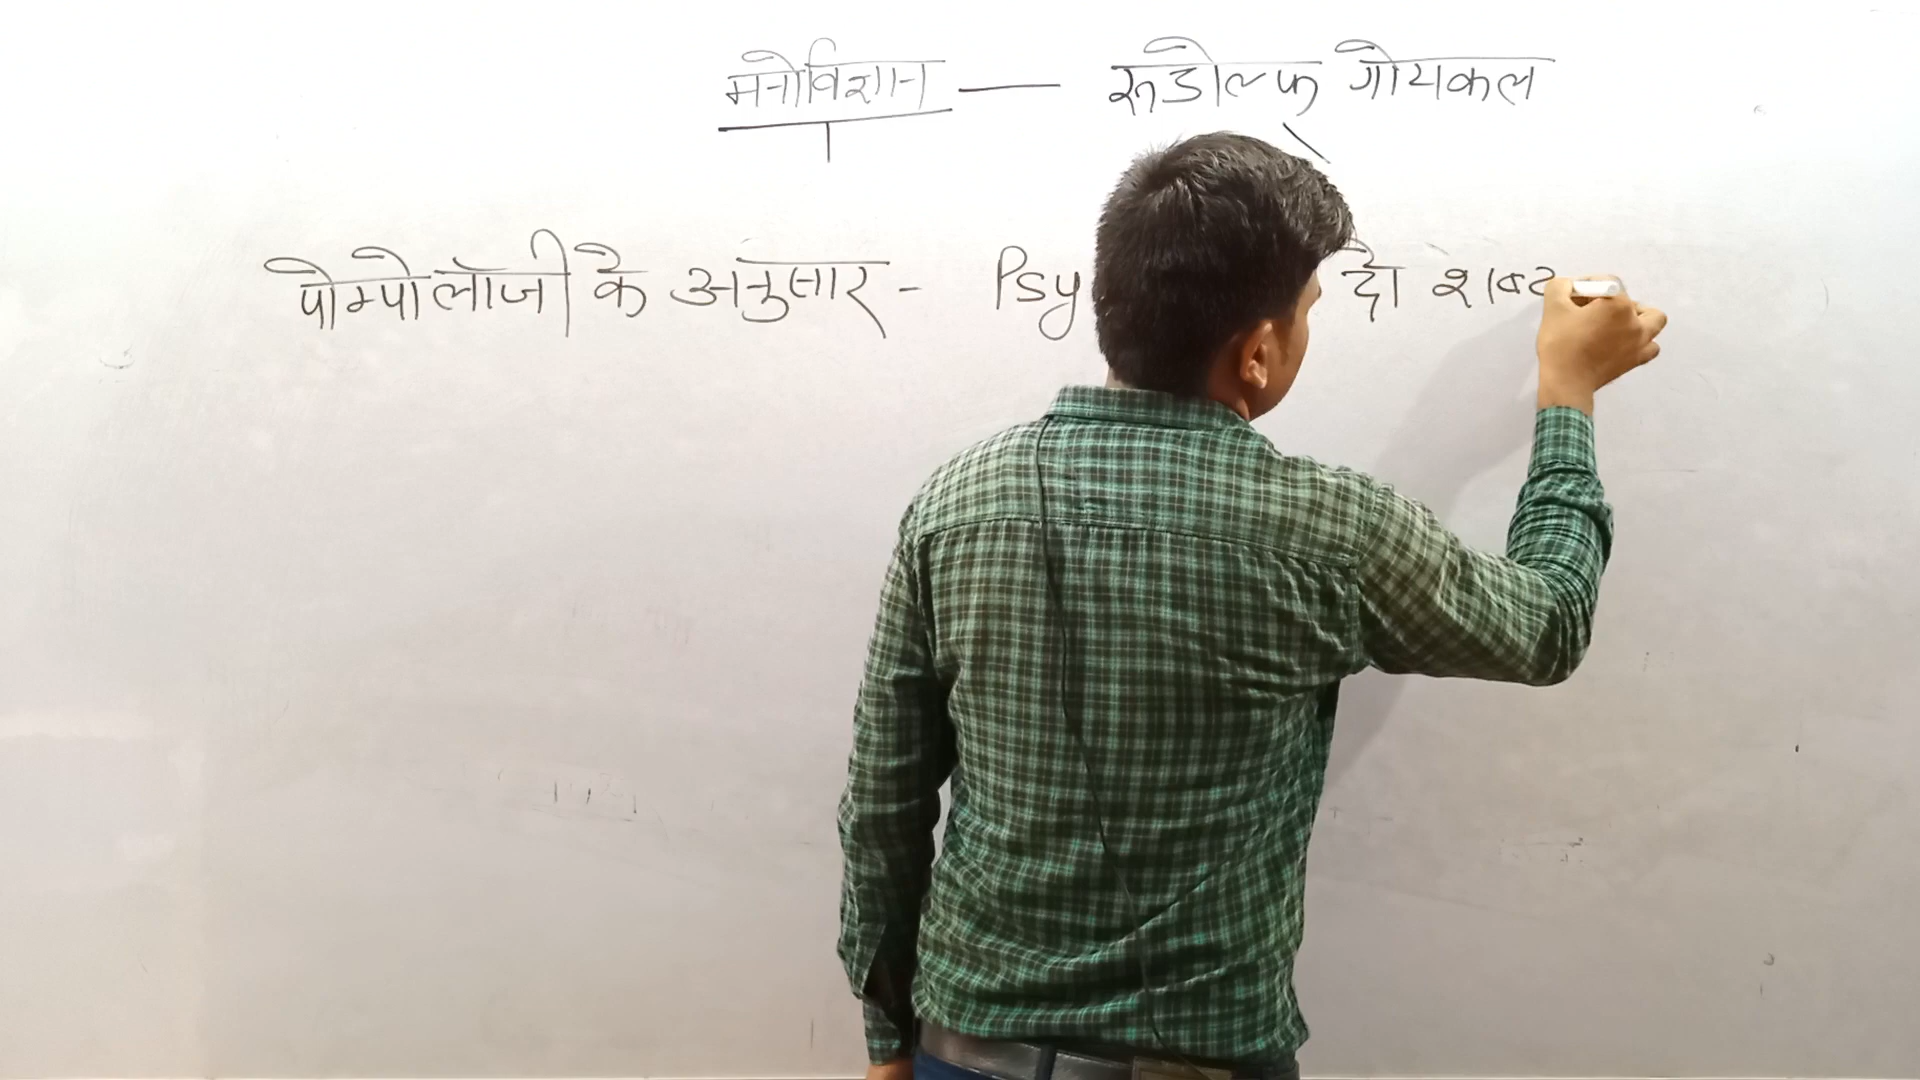 मनोविज्ञान — रूडोल्फ गोयकल
पोम्पोलॉजी के अनुसार - Psy दो शब्द